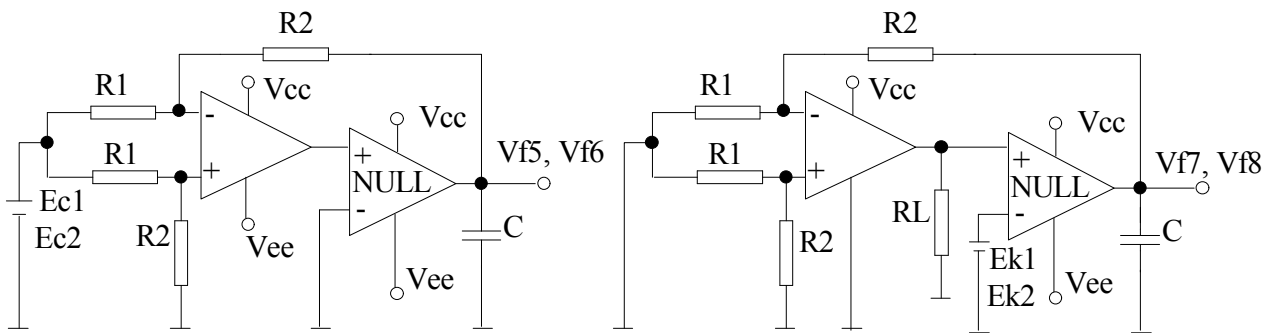 R2
R1
-
Vcc
Vcc
R1
+
+
NULL
-
Vf5, Vf6
Ec1
Ec2
R2
Vee
Vee
C
R2
R1
-
Vcc
Vcc
R1
+
+
NULL
-
Vf7, Vf8
R2
RL
Ek1
Ek2
Vee
C